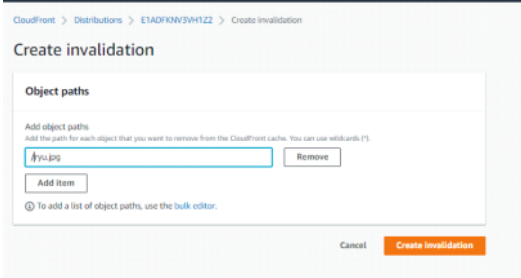 CloudFront > Distributions > E1ADFKNV3VH1Z2 > Create invalidation
Create invalidation
Object paths
Add object paths
Add the path for each object that you want to remove from the CloudFront cache. You can use wildcards (*).
/ryu.jpg
Remove
Add item
To add a list of object paths, use the bulk editor.
Cancel
Create invalidation